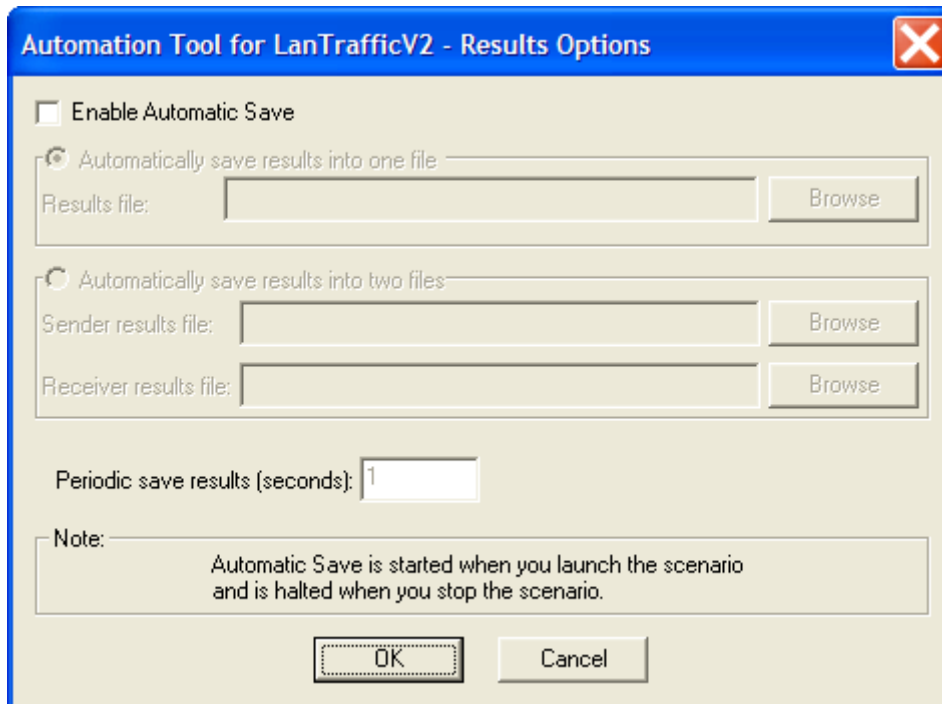 Automation Tool for LanTrafficV2 - Results Options
Enable Automatic Save
Automatically save results into one file
Results file:
Browse
Automatically save results into two files
Sender results file:
Browse
Receiver results file:
Browse
Periodic save results (seconds): 1
Note:
Automatic Save is started when you launch the scenario
and is halted when you stop the scenario.
OK
Cancel